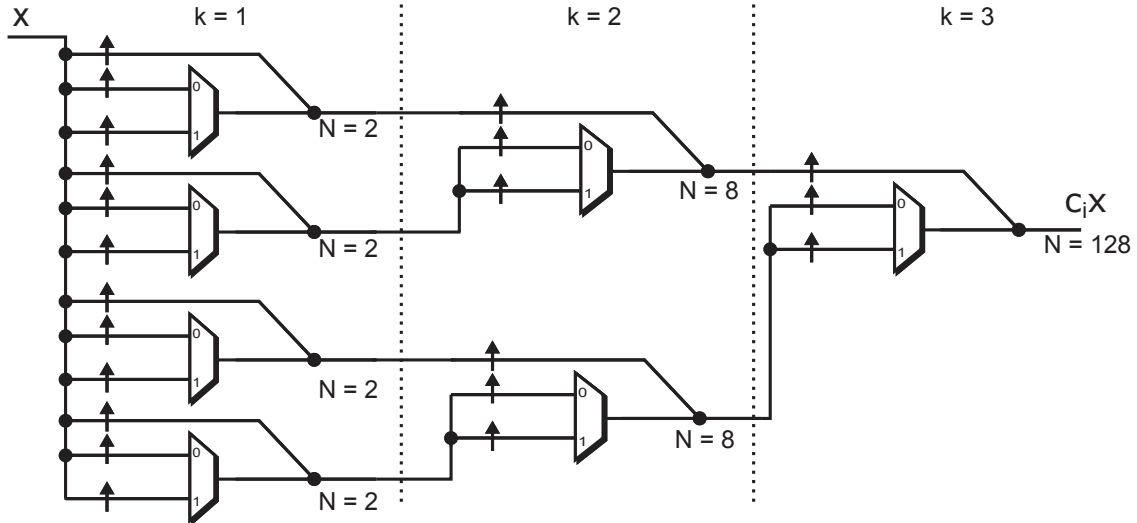 X
k = 1
k = 2
k = 3
0
1
N = 2
0
1
N = 8
0
1
N = 2
0
1
CᵢX
N = 128
0
1
N = 2
0
1
N = 8
0
1
N = 2